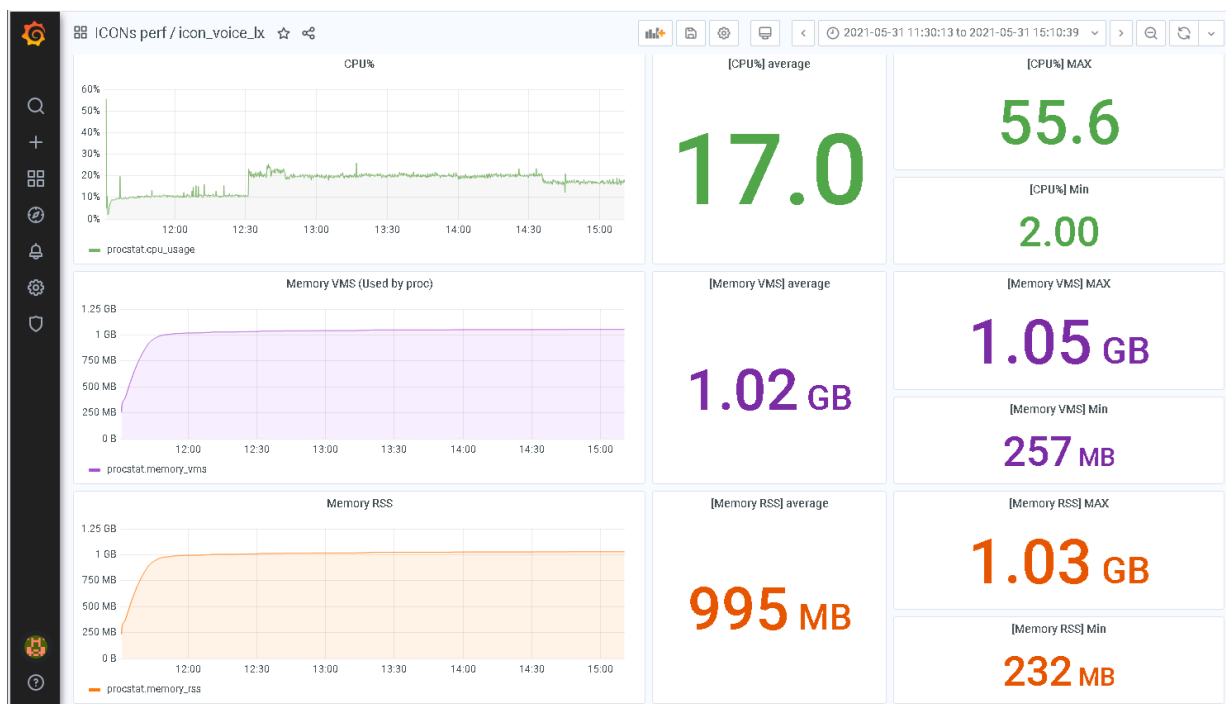 ICONs perf / icon_voice_lx
2021-05-31 11:30:13 to 2021-05-31 15:10:39
CPU%
60%
50%
40%
30%
20%
10%
0%
12:00 12:30 13:00 13:30 14:00 14:30 15:00
procstat.cpu_usage
[CPU%] average
17.0
[CPU%] MAX
55.6
[CPU%] Min
2.00
Memory VMS (Used by proc)
1.25 GB
1 GB
750 MB
500 MB
250 MB
0 B
12:00 12:30 13:00 13:30 14:00 14:30 15:00
procstat.memory_vms
[Memory VMS] average
1.02 GB
[Memory VMS] MAX
1.05 GB
[Memory VMS] Min
257 MB
Memory RSS
1.25 GB
1 GB
750 MB
500 MB
250 MB
0 B
12:00 12:30 13:00 13:30 14:00 14:30 15:00
procstat.memory_rss
[Memory RSS] average
995 MB
[Memory RSS] MAX
1.03 GB
[Memory RSS] Min
232 MB